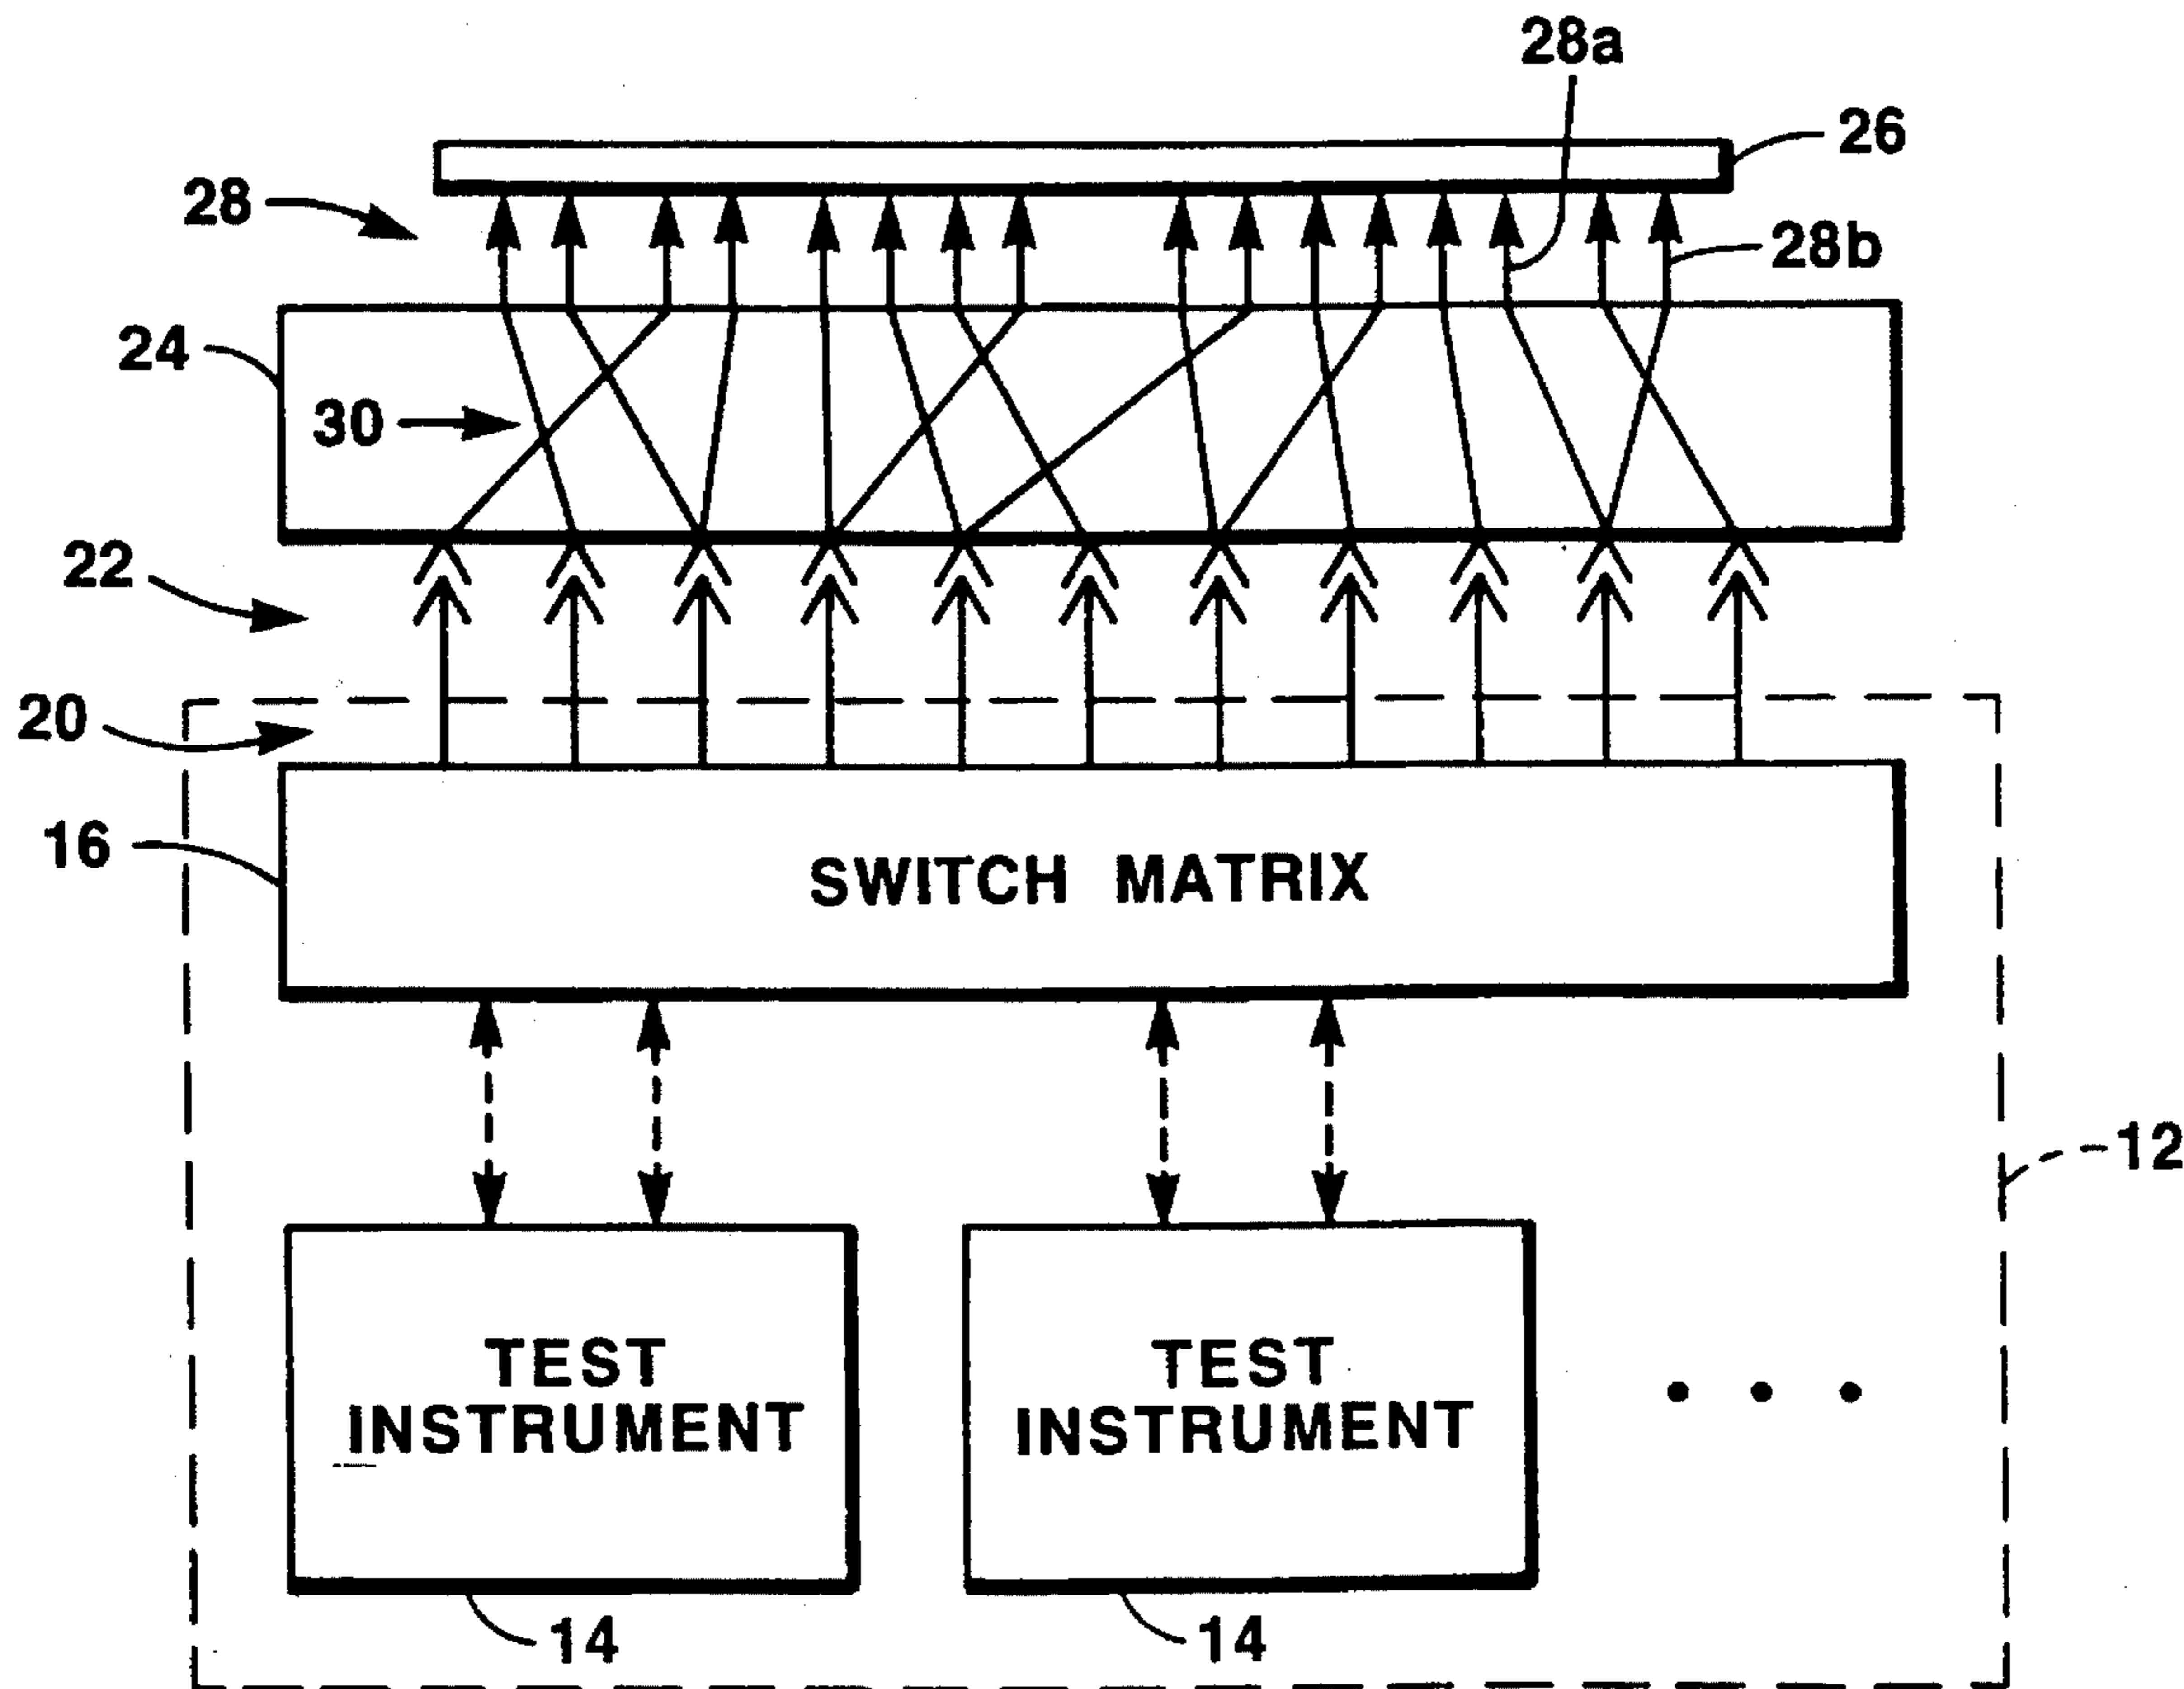 28a
26
28
28b
24
30
22
20
16
SWITCH MATRIX
12
TEST
INSTRUMENT
TEST
INSTRUMENT
14
14